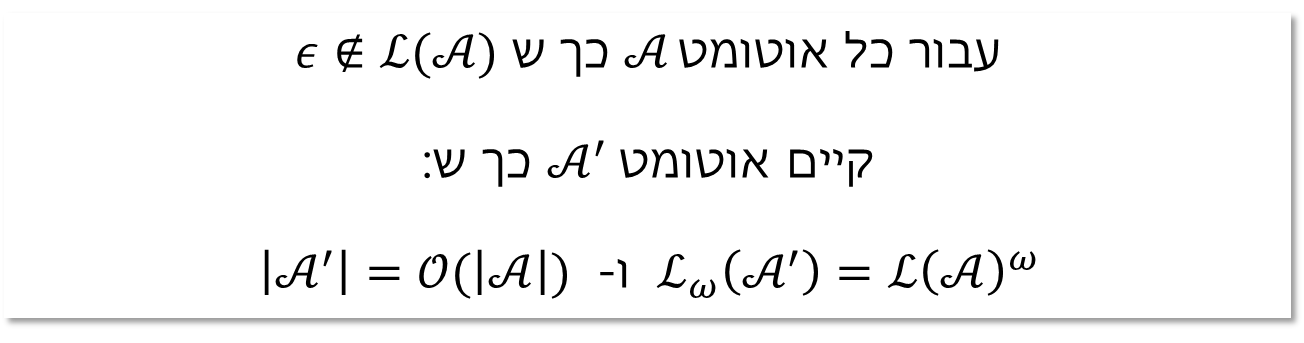 עבור כל אוטומט 𝒜 כך ש ϵ ∉ ℒ(𝒜)
קיים אוטומט 𝒜′ כך ש:
ℒ_ω(𝒜′) = ℒ(𝒜)^ω ו- |𝒜′| = 𝒪(|𝒜|)